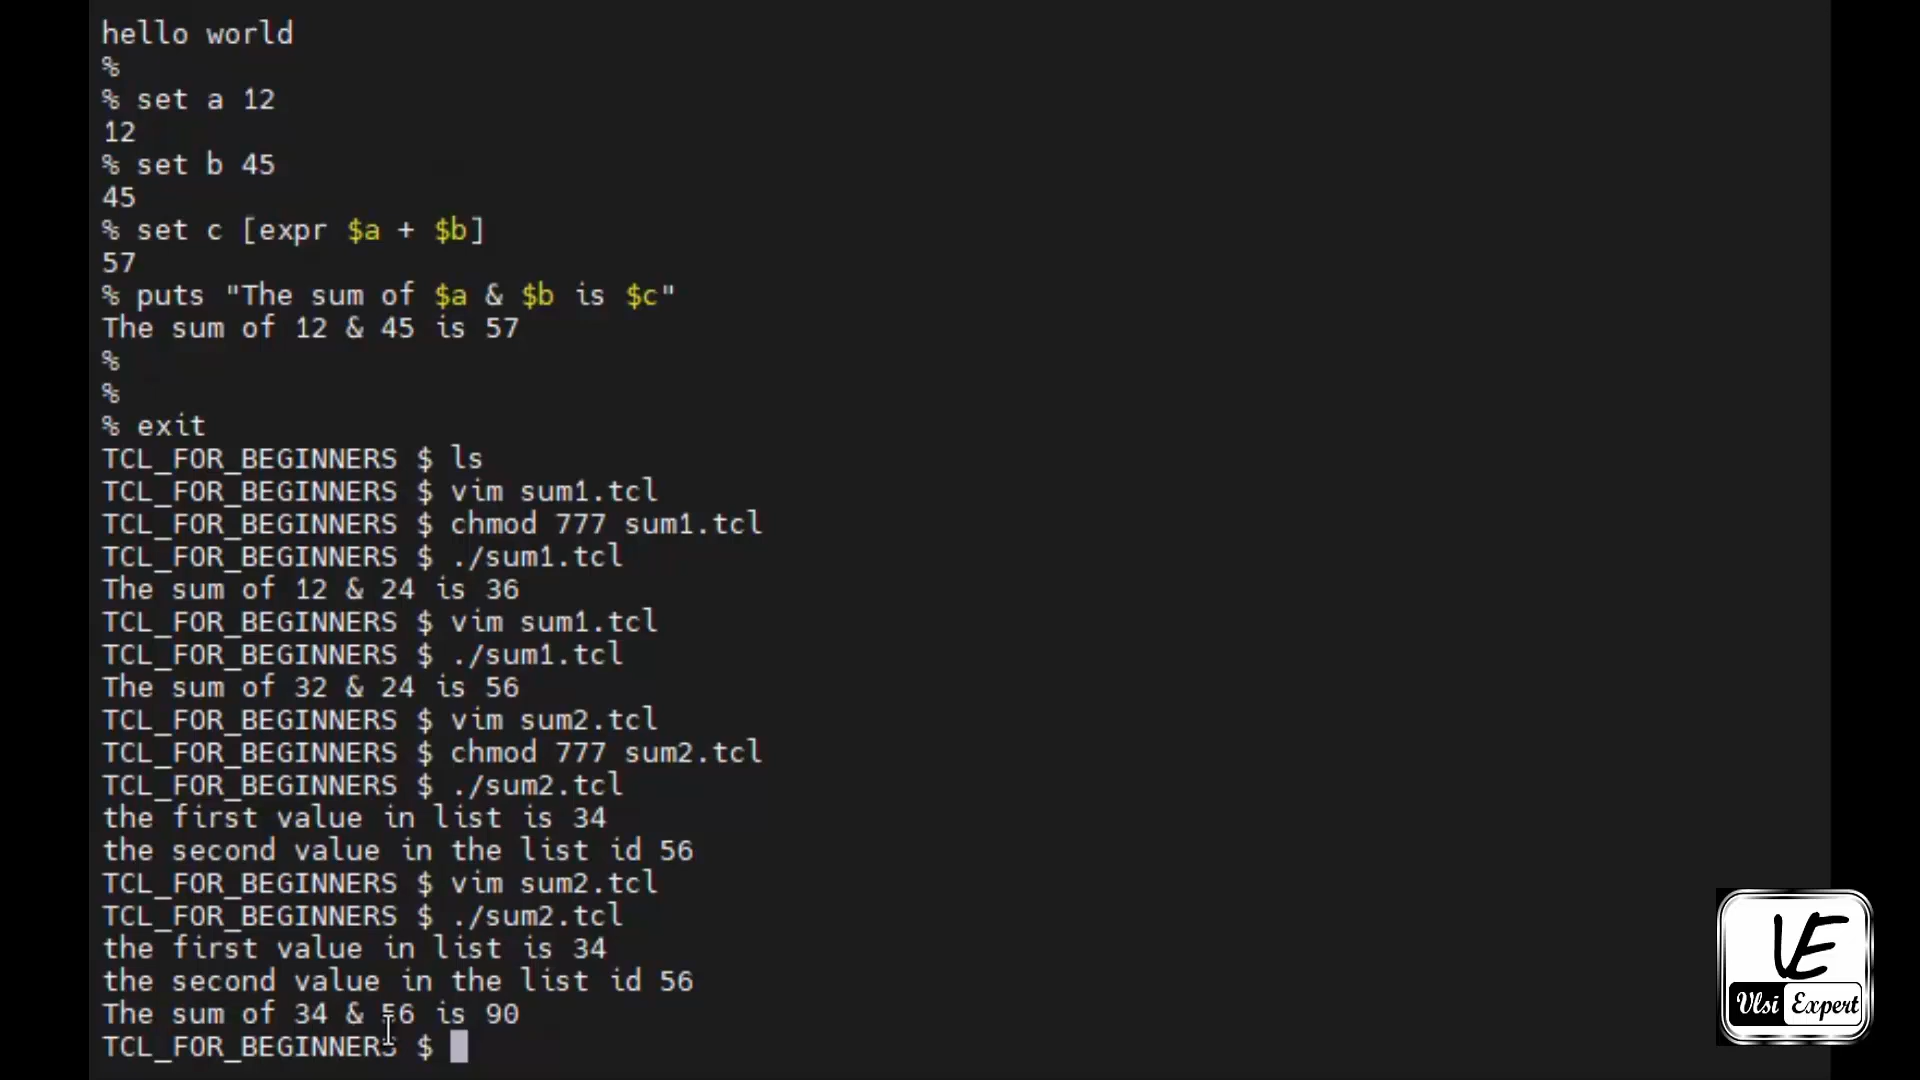 hello world
%
% set a 12
12
% set b 45
45
% set c [expr $a + $b]
57
% puts "The sum of $a & $b is $c"
The sum of 12 & 45 is 57
%
%
% exit
TCL_FOR_BEGINNERS $ ls
TCL_FOR_BEGINNERS $ vim sum1.tcl
TCL_FOR_BEGINNERS $ chmod 777 sum1.tcl
TCL_FOR_BEGINNERS $ ./sum1.tcl
The sum of 12 & 24 is 36
TCL_FOR_BEGINNERS $ vim sum1.tcl
TCL_FOR_BEGINNERS $ ./sum1.tcl
The sum of 32 & 24 is 56
TCL_FOR_BEGINNERS $ vim sum2.tcl
TCL_FOR_BEGINNERS $ chmod 777 sum2.tcl
TCL_FOR_BEGINNERS $ ./sum2.tcl
the first value in list is 34
the second value in the list id 56
TCL_FOR_BEGINNERS $ vim sum2.tcl
TCL_FOR_BEGINNERS $ ./sum2.tcl
the first value in list is 34
the second value in the list id 56
The sum of 34 & 56 is 90
TCL_FOR_BEGINNERS $
VE
Vlsi Expert